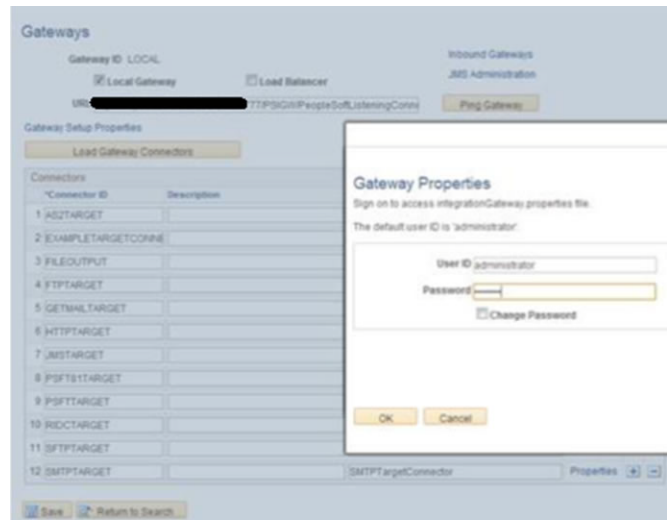 Gateways
Gateway ID LOCAL
Inbound Gateways
Local Gateway
Load Balancer
JMS Administration
URL
77/PSIGW/PeopleSoftListeningConne
Ping Gateway
Gateway Setup Properties
Load Gateway Connectors
Connectors
*Connector ID Description
1 AS2TARGET
2 EXAMPLETARGETCONNE
3 FILEOUTPUT
4 FTPTARGET
5 GETMAILTARGET
6 HTTPTARGET
7 JMSTARGET
8 PSFT81TARGET
9 PSFTTARGET
10 RIDCTARGET
11 SFTPTARGET
12 SMTPTARGET SMTPTargetConnector Properties
Save Return to Search
Gateway Properties
Sign on to access integrationGateway.properties file.
The default user ID is 'administrator'
User ID administrator
Password
Change Password
OK Cancel